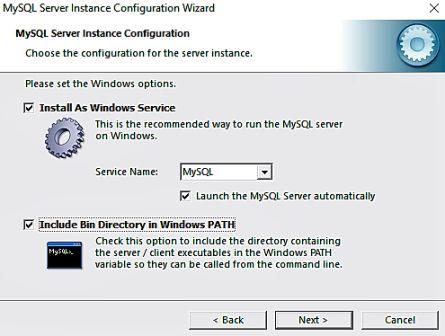 MySQL Server Instance Configuration Wizard
MySQL Server Instance Configuration
Choose the configuration for the server instance.
Please set the Windows options.
Install As Windows Service
This is the recommended way to run the MySQL server
on Windows.
Service Name: MySQL
Launch the MySQL Server automatically
Include Bin Directory in Windows PATH
MySQL
Check this option to include the directory containing
the server / client executables in the Windows PATH
variable so they can be called from the command line.
< Back Next > Cancel